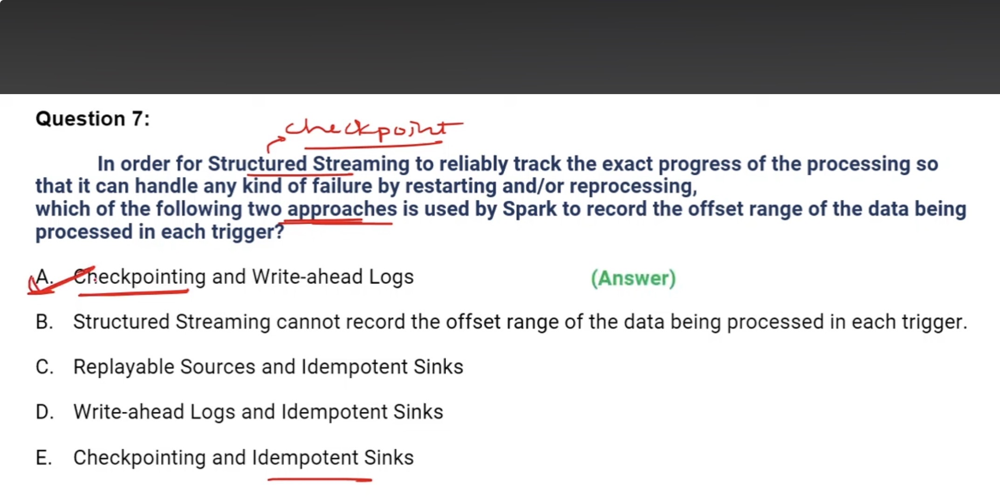 Question 7:
checkpoint
In order for Structured Streaming to reliably track the exact progress of the processing so
that it can handle any kind of failure by restarting and/or reprocessing,
which of the following two approaches is used by Spark to record the offset range of the data being
processed in each trigger?
A. Checkpointing and Write-ahead Logs (Answer)
B. Structured Streaming cannot record the offset range of the data being processed in each trigger.
C. Replayable Sources and Idempotent Sinks
D. Write-ahead Logs and Idempotent Sinks
E. Checkpointing and Idempotent Sinks